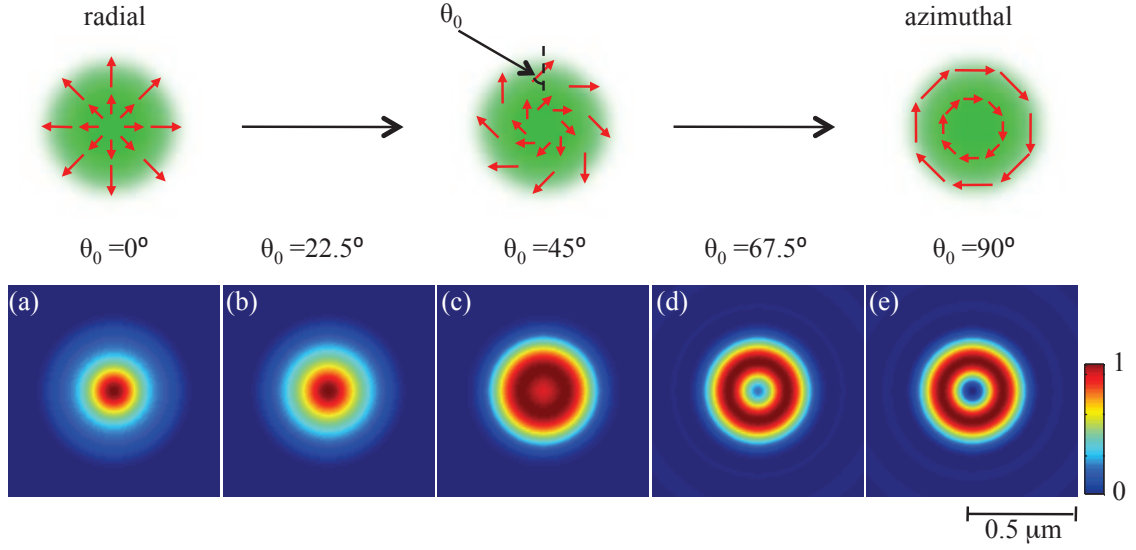 radial
θ₀
azimuthal
θ₀ =0º
θ₀ =22.5º
θ₀ =45º
θ₀ =67.5º
θ₀ =90º
(a)
(b)
(c)
(d)
(e)
1
0
0.5 μm